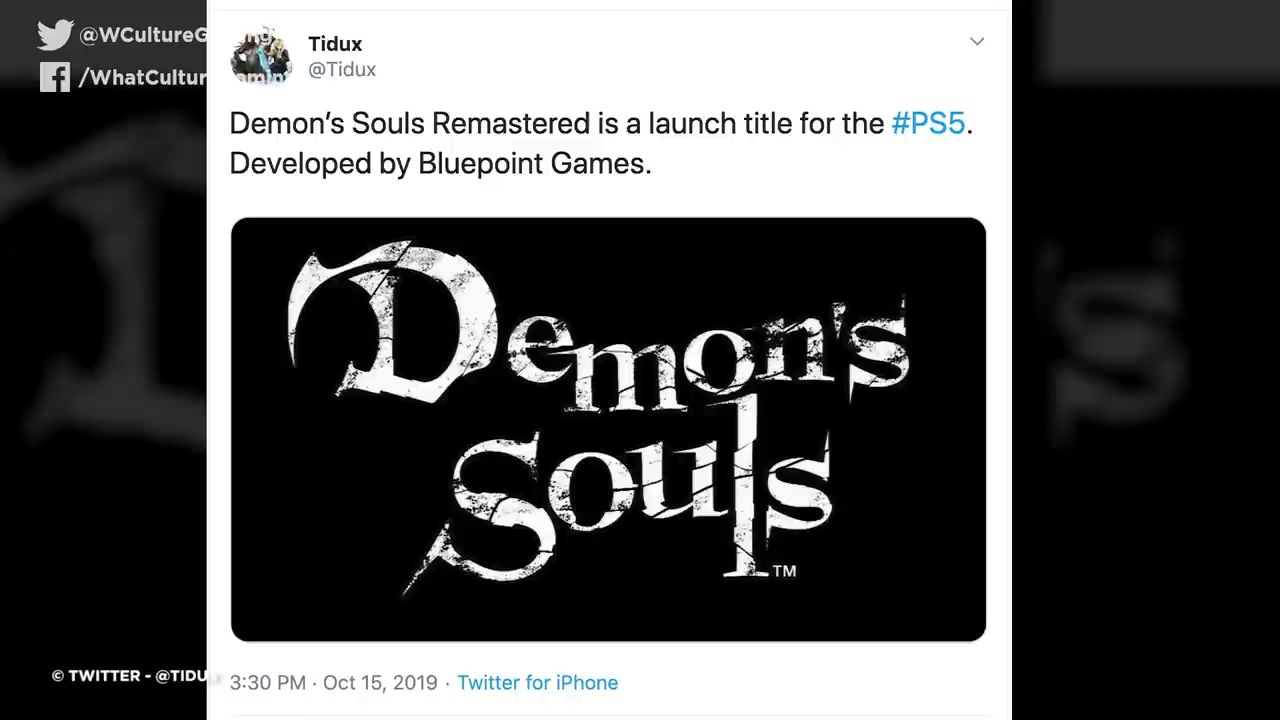 @WCultureG
/WhatCultur
Tidux
@Tidux
Demon's Souls Remastered is a launch title for the #PS5.
Developed by Bluepoint Games.
Demon's
Souls
TM
3:30 PM · Oct 15, 2019 · Twitter for iPhone
© TWITTER - @TIDU